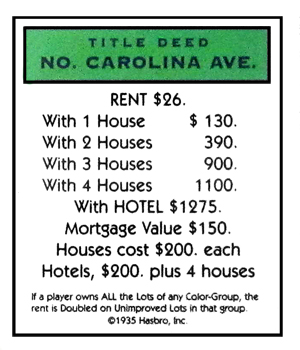 TITLE DEED
NO. CAROLINA AVE.
RENT $26.
With 1 House $ 130.
With 2 Houses 390.
With 3 Houses 900.
With 4 Houses 1100.
With HOTEL $1275.
Mortgage Value $150.
Houses cost $200. each
Hotels, $200. plus 4 houses
If a player owns ALL the Lots of any Color-Group, the
rent is Doubled on Unimproved Lots in that group.
©1935 Hasbro, Inc.